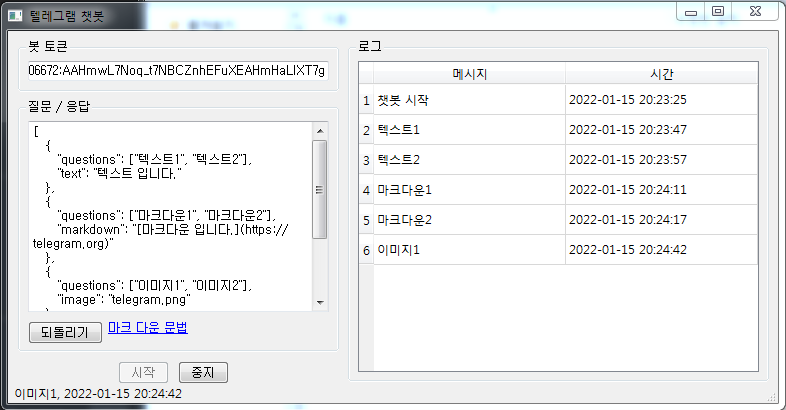 텔레그램 챗봇
봇 토큰
06672:AAHmwL7Noq_t7NBCZnhEFuXEAHmHaLlXT7g
질문 / 응답
[
{
"questions": ["텍스트1", "텍스트2"],
"text": "텍스트 입니다."
},
{
"questions": ["마크다운1", "마크다운2"],
"markdown": "[마크다운 입니다.](https://
telegram.org)"
},
{
"questions": ["이미지1", "이미지2"],
"image": "telegram.png"
되돌리기 마크 다운 문법
시작 중지
로그
메시지 시간
1 챗봇 시작 2022-01-15 20:23:25
2 텍스트1 2022-01-15 20:23:47
3 텍스트2 2022-01-15 20:23:57
4 마크다운1 2022-01-15 20:24:11
5 마크다운2 2022-01-15 20:24:17
6 이미지1 2022-01-15 20:24:42
이미지1, 2022-01-15 20:24:42